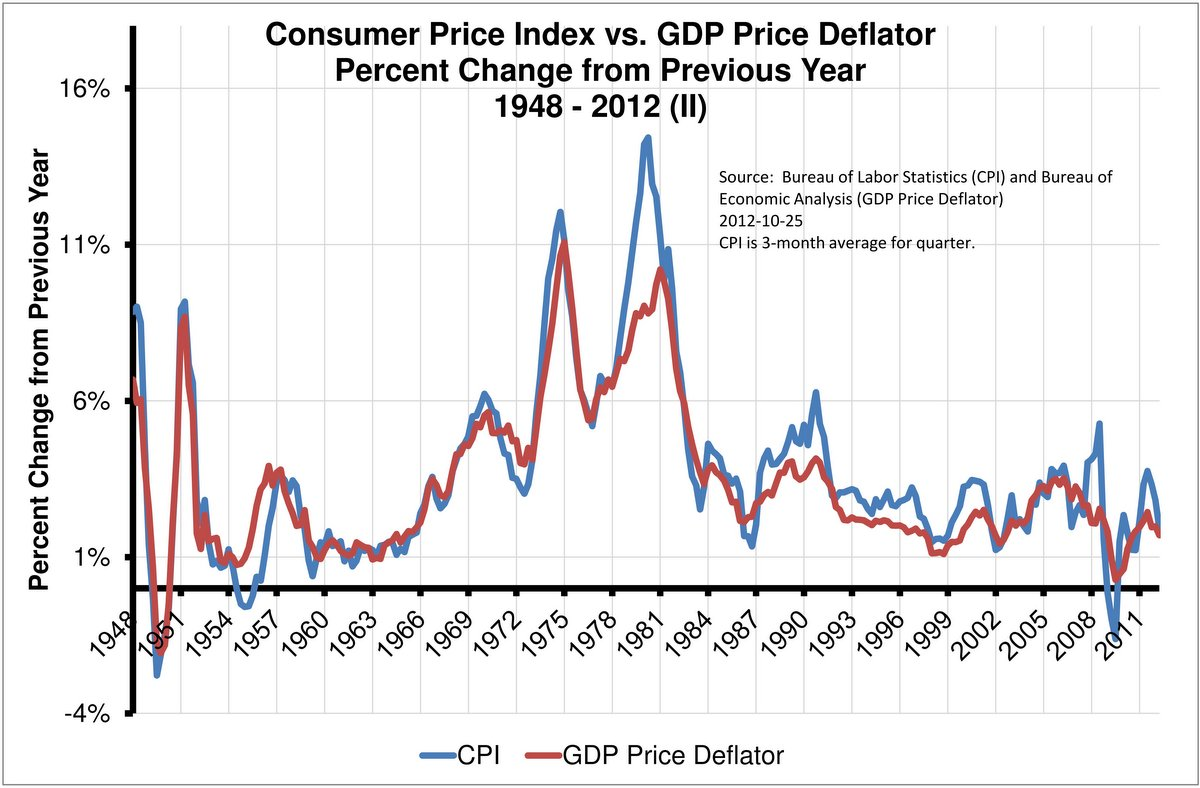 Consumer Price Index vs. GDP Price Deflator
Percent Change from Previous Year
1948 - 2012 (II)
Source:  Bureau of Labor Statistics (CPI) and Bureau of
Economic Analysis (GDP Price Deflator)
2012-10-25
CPI is 3-month average for quarter.
Percent Change from Previous Year
16%
11%
6%
1%
-4%
1948 1951 1954 1957 1960 1963 1966 1969 1972 1975 1978 1981 1984 1987 1990 1993 1996 1999 2002 2005 2008 2011
CPI GDP Price Deflator